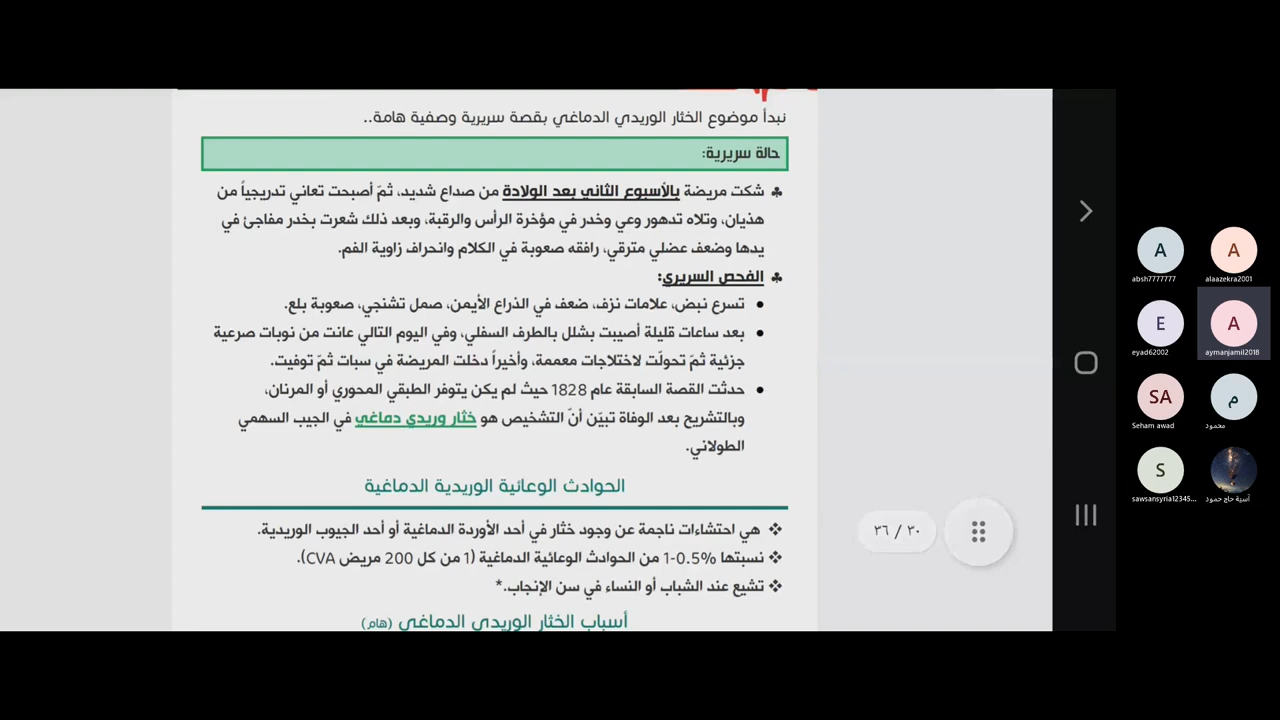 نبدأ موضوع الخثار الوريدي الدماغي بقصة سريرية وصفية هامة..
حالة سريرية:
♣ شكت مريضة بالأسبوع الثاني بعد الولادة من صداع شديد، ثمّ أصبحت تعاني تدريجياً من
هذيان، وتلاه تدهور وعي وخدر في مؤخرة الرأس والرقبة، وبعد ذلك شعرت بخدر مفاجئ في
يدها وضعف عضلي مترقي، رافقه صعوبة في الكلام وانحراف زاوية الفم.
♣ الفحص السريري:
• تسرع نبض، علامات نزف، ضعف في الذراع الأيمن، صمل تشنجي، صعوبة بلع.
• بعد ساعات قليلة أصيبت بشلل بالطرف السفلي، وفي اليوم التالي عانت من نوبات صرعية
جزئية ثمّ تحولّت لاختلاجات معممة، وأخيراً دخلت المريضة في سبات ثمّ توفيت.
• حدثت القصة السابقة عام 1828 حيث لم يكن يتوفر الطبقي المحوري أو المرنان،
وبالتشريح بعد الوفاة تبيّن أنّ التشخيص هو خثار وريدي دماغي في الجيب السهمي
الطولاني.
الحوادث الوعائية الوريدية الدماغية
❖ هي احتشاءات ناجمة عن وجود خثار في أحد الأوردة الدماغية أو أحد الجيوب الوريدية.
❖ نسبتها 0.5%-1 من الحوادث الوعائية الدماغية (1 من كل 200 مريض CVA).
❖ تشيع عند الشباب أو النساء في سن الإنجاب.*
أسباب الخثار الوريدي الدماغي (هام)
٣٠ / ٣٦
A
absh7777777
A
alaazekra2001
E
eyad62002
A
aymanjamil2018
SA
Seham awad
م
محمود
S
sawsansyria12345...
آسية حاج حمود